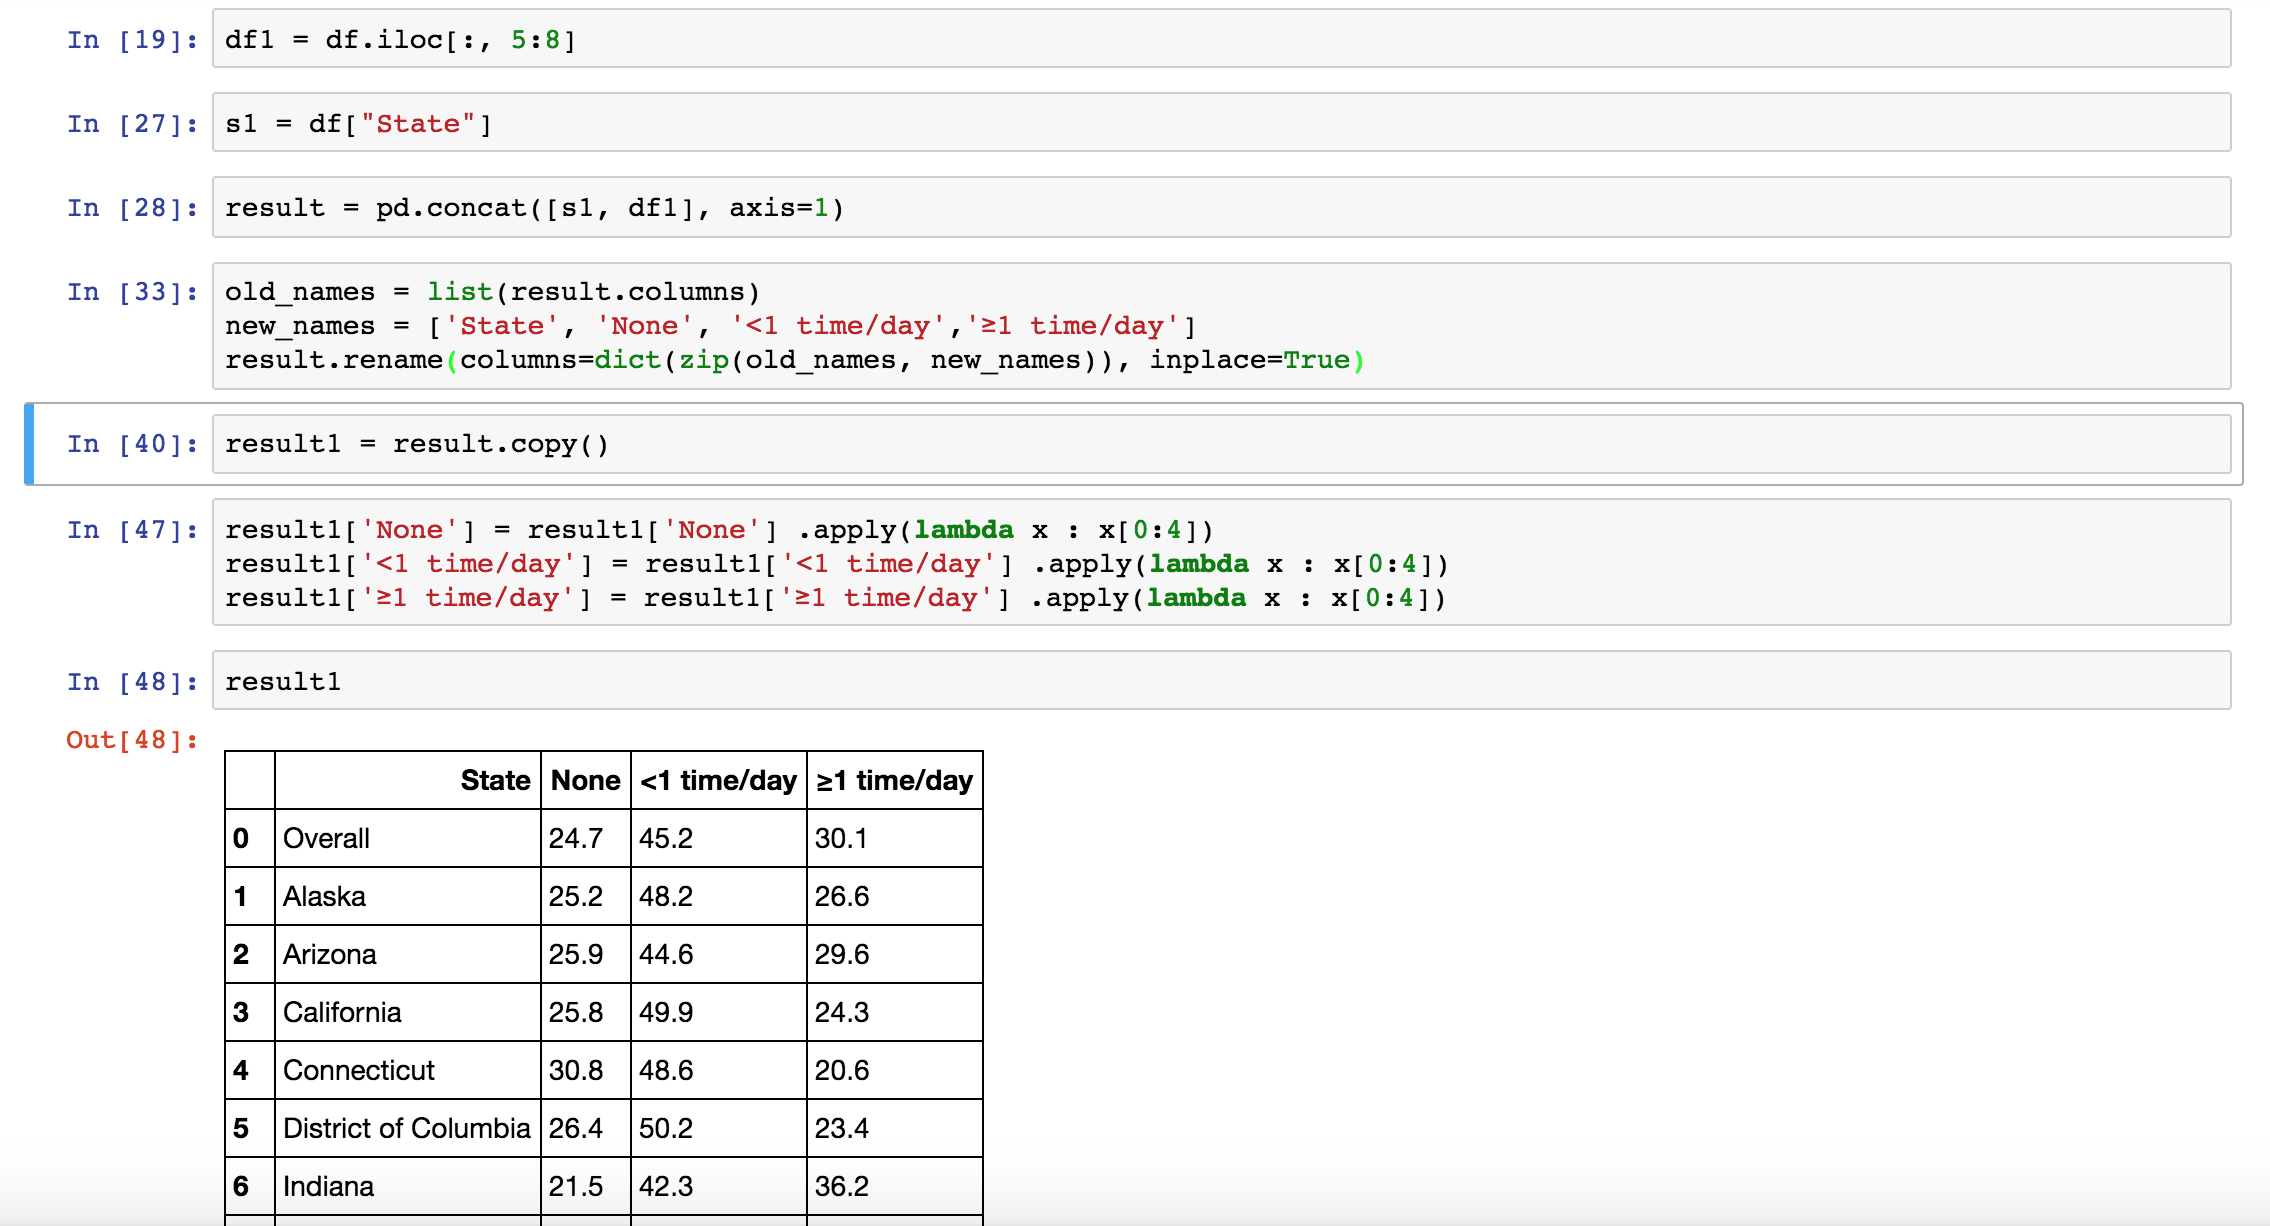 In [19]: df1 = df.iloc[:, 5:8]
In [27]: s1 = df["State"]
In [28]: result = pd.concat([s1, df1], axis=1)
In [33]: old_names = list(result.columns)
new_names = ['State', 'None', '<1 time/day','≥1 time/day']
result.rename(columns=dict(zip(old_names, new_names)), inplace=True)
In [40]: result1 = result.copy()
In [47]: result1['None'] = result1['None'] .apply(lambda x : x[0:4])
result1['<1 time/day'] = result1['<1 time/day'] .apply(lambda x : x[0:4])
result1['≥1 time/day'] = result1['≥1 time/day'] .apply(lambda x : x[0:4])
In [48]: result1
Out[48]:
State None <1 time/day ≥1 time/day
0 Overall 24.7 45.2 30.1
1 Alaska 25.2 48.2 26.6
2 Arizona 25.9 44.6 29.6
3 California 25.8 49.9 24.3
4 Connecticut 30.8 48.6 20.6
5 District of Columbia 26.4 50.2 23.4
6 Indiana 21.5 42.3 36.2